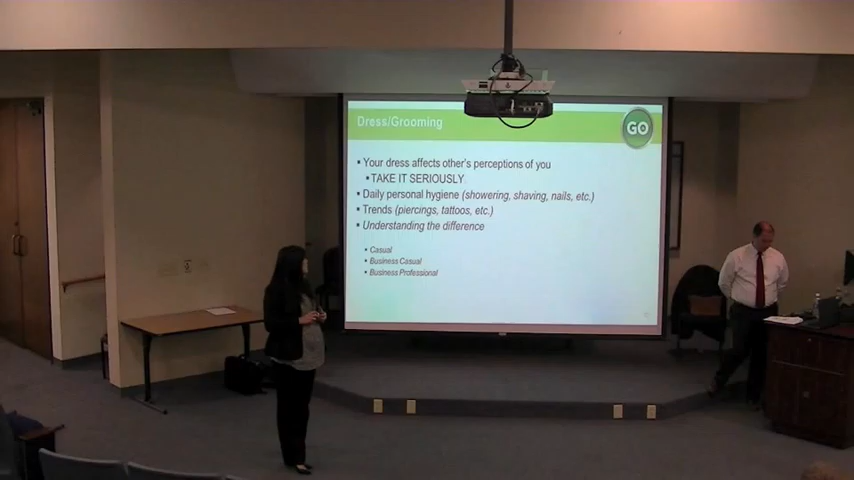 Dress/Grooming
GO
▪ Your dress affects other's perceptions of you
▪ TAKE IT SERIOUSLY
▪ Daily personal hygiene (showering, shaving, nails, etc.)
▪ Trends (piercings, tattoos, etc.)
▪ Understanding the difference
▪ Casual
▪ Business Casual
▪ Business Professional